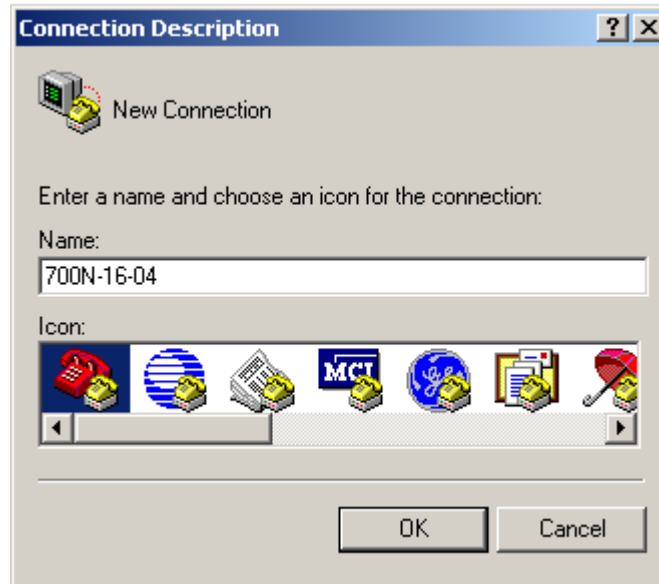 Connection Description
New Connection
Enter a name and choose an icon for the connection:
Name:
700N-16-04
Icon:
MCI
OK Cancel